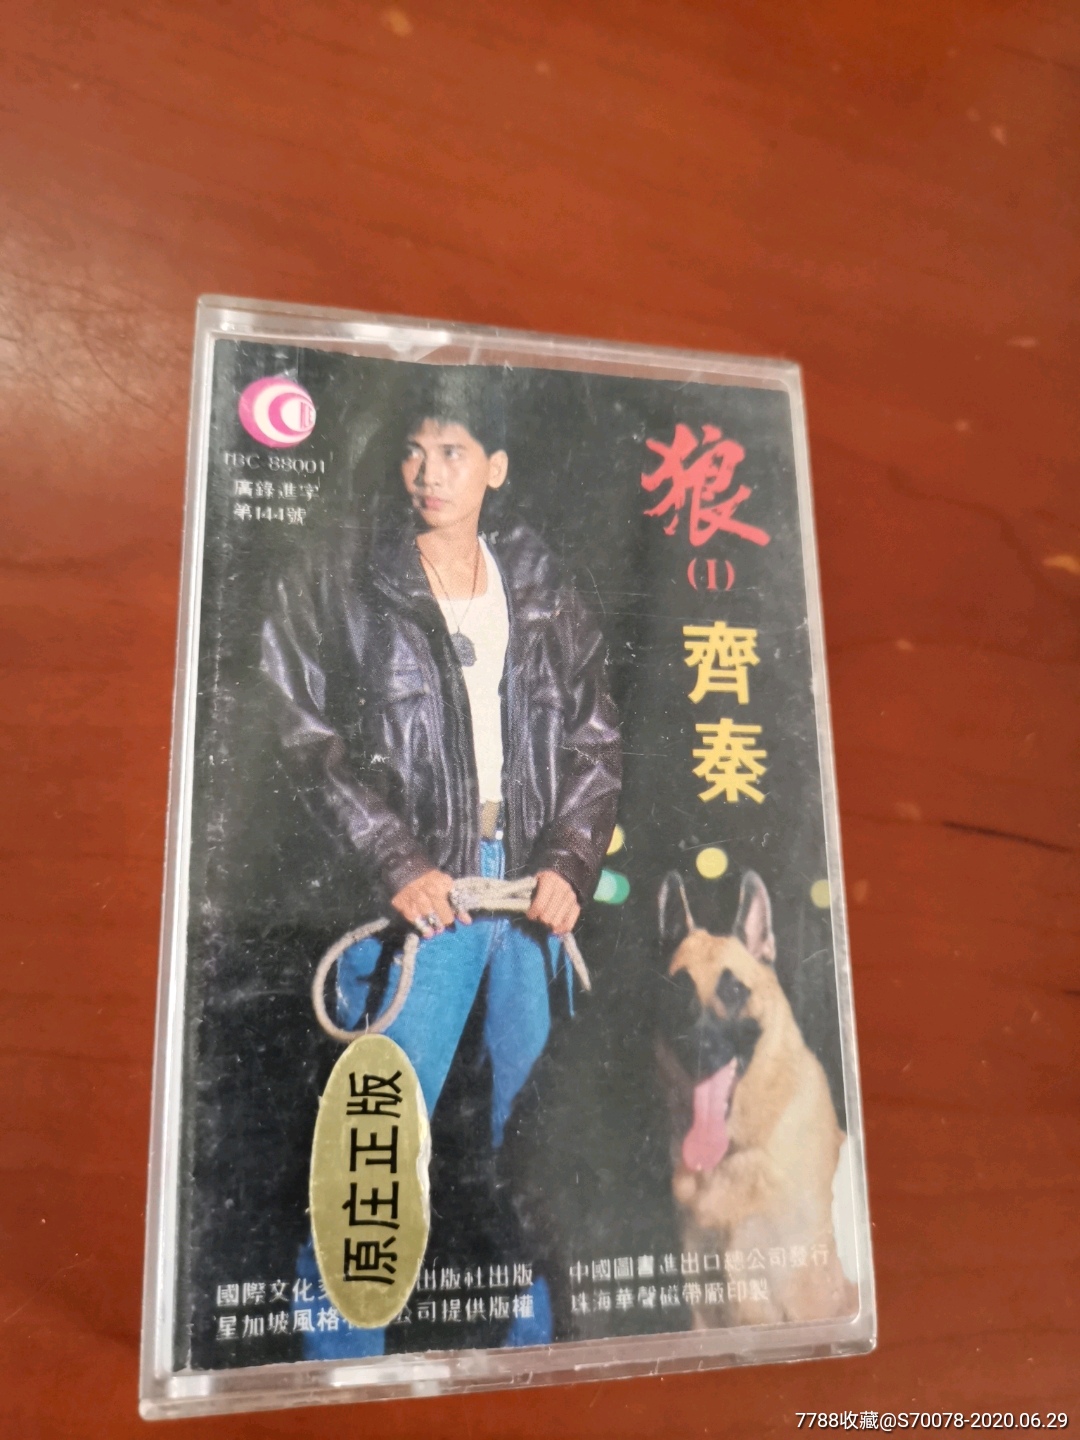 TBC-88001
廣錄進字
第144號
狼
(I)
齊秦
原庄正版
國際文化
出版社出版
星加坡風格
公司提供版權
中國圖書進出口總公司發行
珠海華聲磁帶廠印製
7788收藏@S70078-2020.06.29